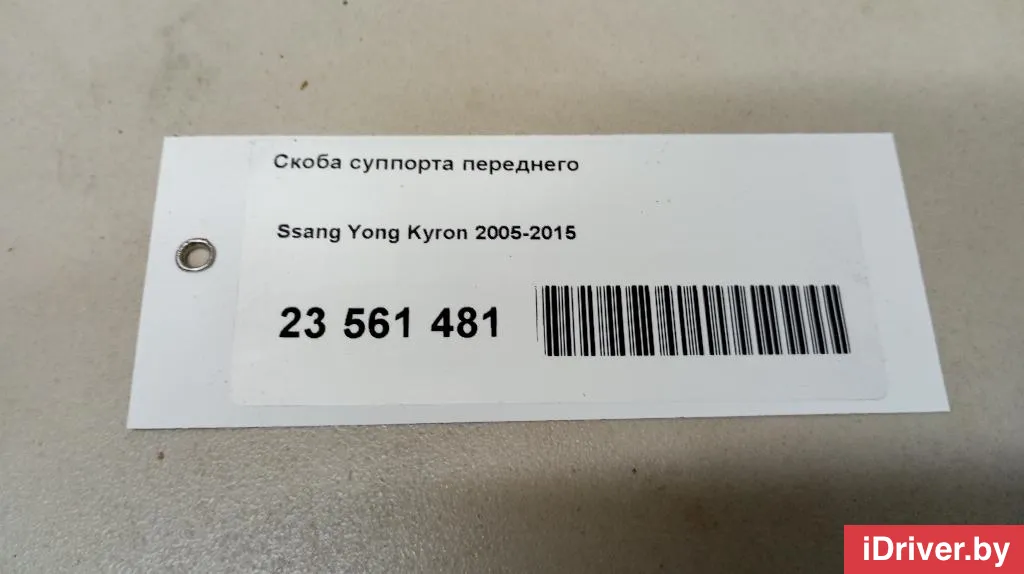 Скоба суппорта переднего
Ssang Yong Kyron 2005-2015
23 561 481
iDriver.by